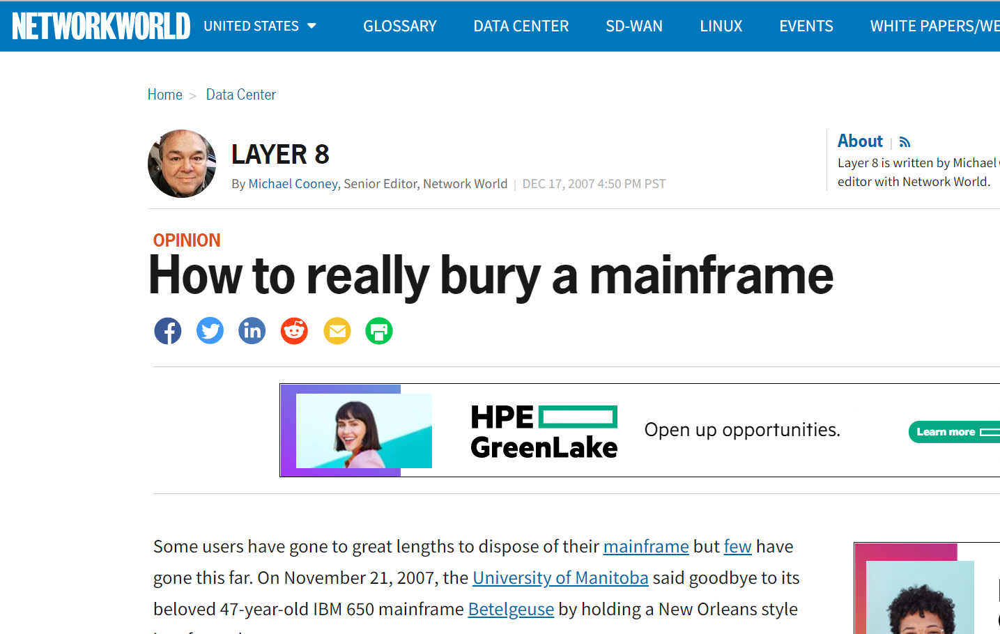 NETWORKWORLD UNITED STATES GLOSSARY DATA CENTER SD-WAN LINUX EVENTS WHITE PAPERS/WE
Home > Data Center
LAYER 8
By Michael Cooney, Senior Editor, Network World | DEC 17, 2007 4:50 PM PST
About |
Layer 8 is written by Michael
editor with Network World.
OPINION
How to really bury a mainframe
HPE
GreenLake
Open up opportunities.
Learn more
Some users have gone to great lengths to dispose of their mainframe but few have
gone this far. On November 21, 2007, the University of Manitoba said goodbye to its
beloved 47-year-old IBM 650 mainframe Betelgeuse by holding a New Orleans style